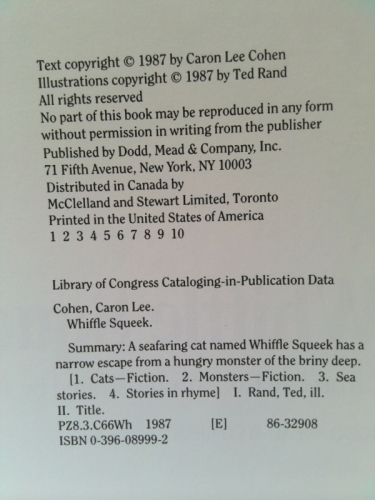 Text copyright © 1987 by Caron Lee Cohen
Illustrations copyright © 1987 by Ted Rand
All rights reserved
No part of this book may be reproduced in any form
without permission in writing from the publisher
Published by Dodd, Mead & Company, Inc.
71 Fifth Avenue, New York, NY 10003
Distributed in Canada by
McClelland and Stewart Limited, Toronto
Printed in the United States of America
1 2 3 4 5 6 7 8 9 10
Library of Congress Cataloging-in-Publication Data
Cohen, Caron Lee.
Whiffle Squeek.
Summary: A seafaring cat named Whiffle Squeek has a
narrow escape from a hungry monster of the briny deep.
[1. Cats—Fiction. 2. Monsters—Fiction. 3. Sea
stories. 4. Stories in rhyme] I. Rand, Ted, ill.
II. Title.
PZ8.3.C66Wh 1987 [E] 86-32908
ISBN 0-396-08999-2